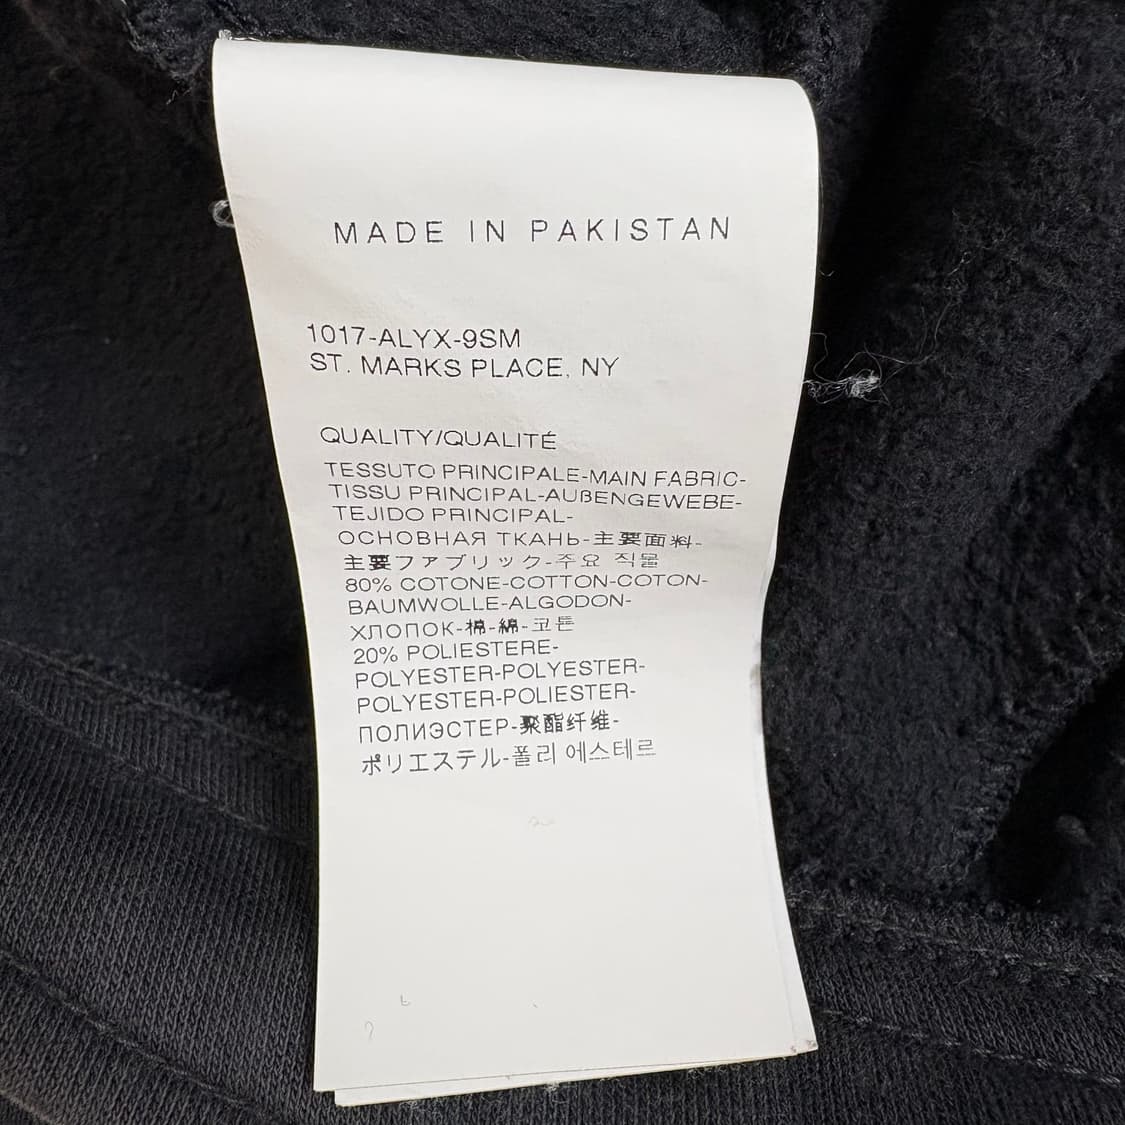 MADE IN PAKISTAN
1017-ALYX-9SM
ST. MARKS PLACE, NY
QUALITY/QUALITÉ
TESSUTO PRINCIPALE-MAIN FABRIC-
TISSU PRINCIPAL-AUßENGEWEBE-
TEJIDO PRINCIPAL-
ОСНОВНАЯ ТКАНЬ-主要面料-
主要ファブリック-주요 직물
80% COTONE-COTTON-COTON-
BAUMWOLLE-ALGODON-
ХЛОПОК-棉-綿-코튼
20% POLIESTERE-
POLYESTER-POLYESTER-
POLYESTER-POLIESTER-
ПОЛИЭСТЕР-聚酯纤维-
ポリエステル-폴리 에스테르